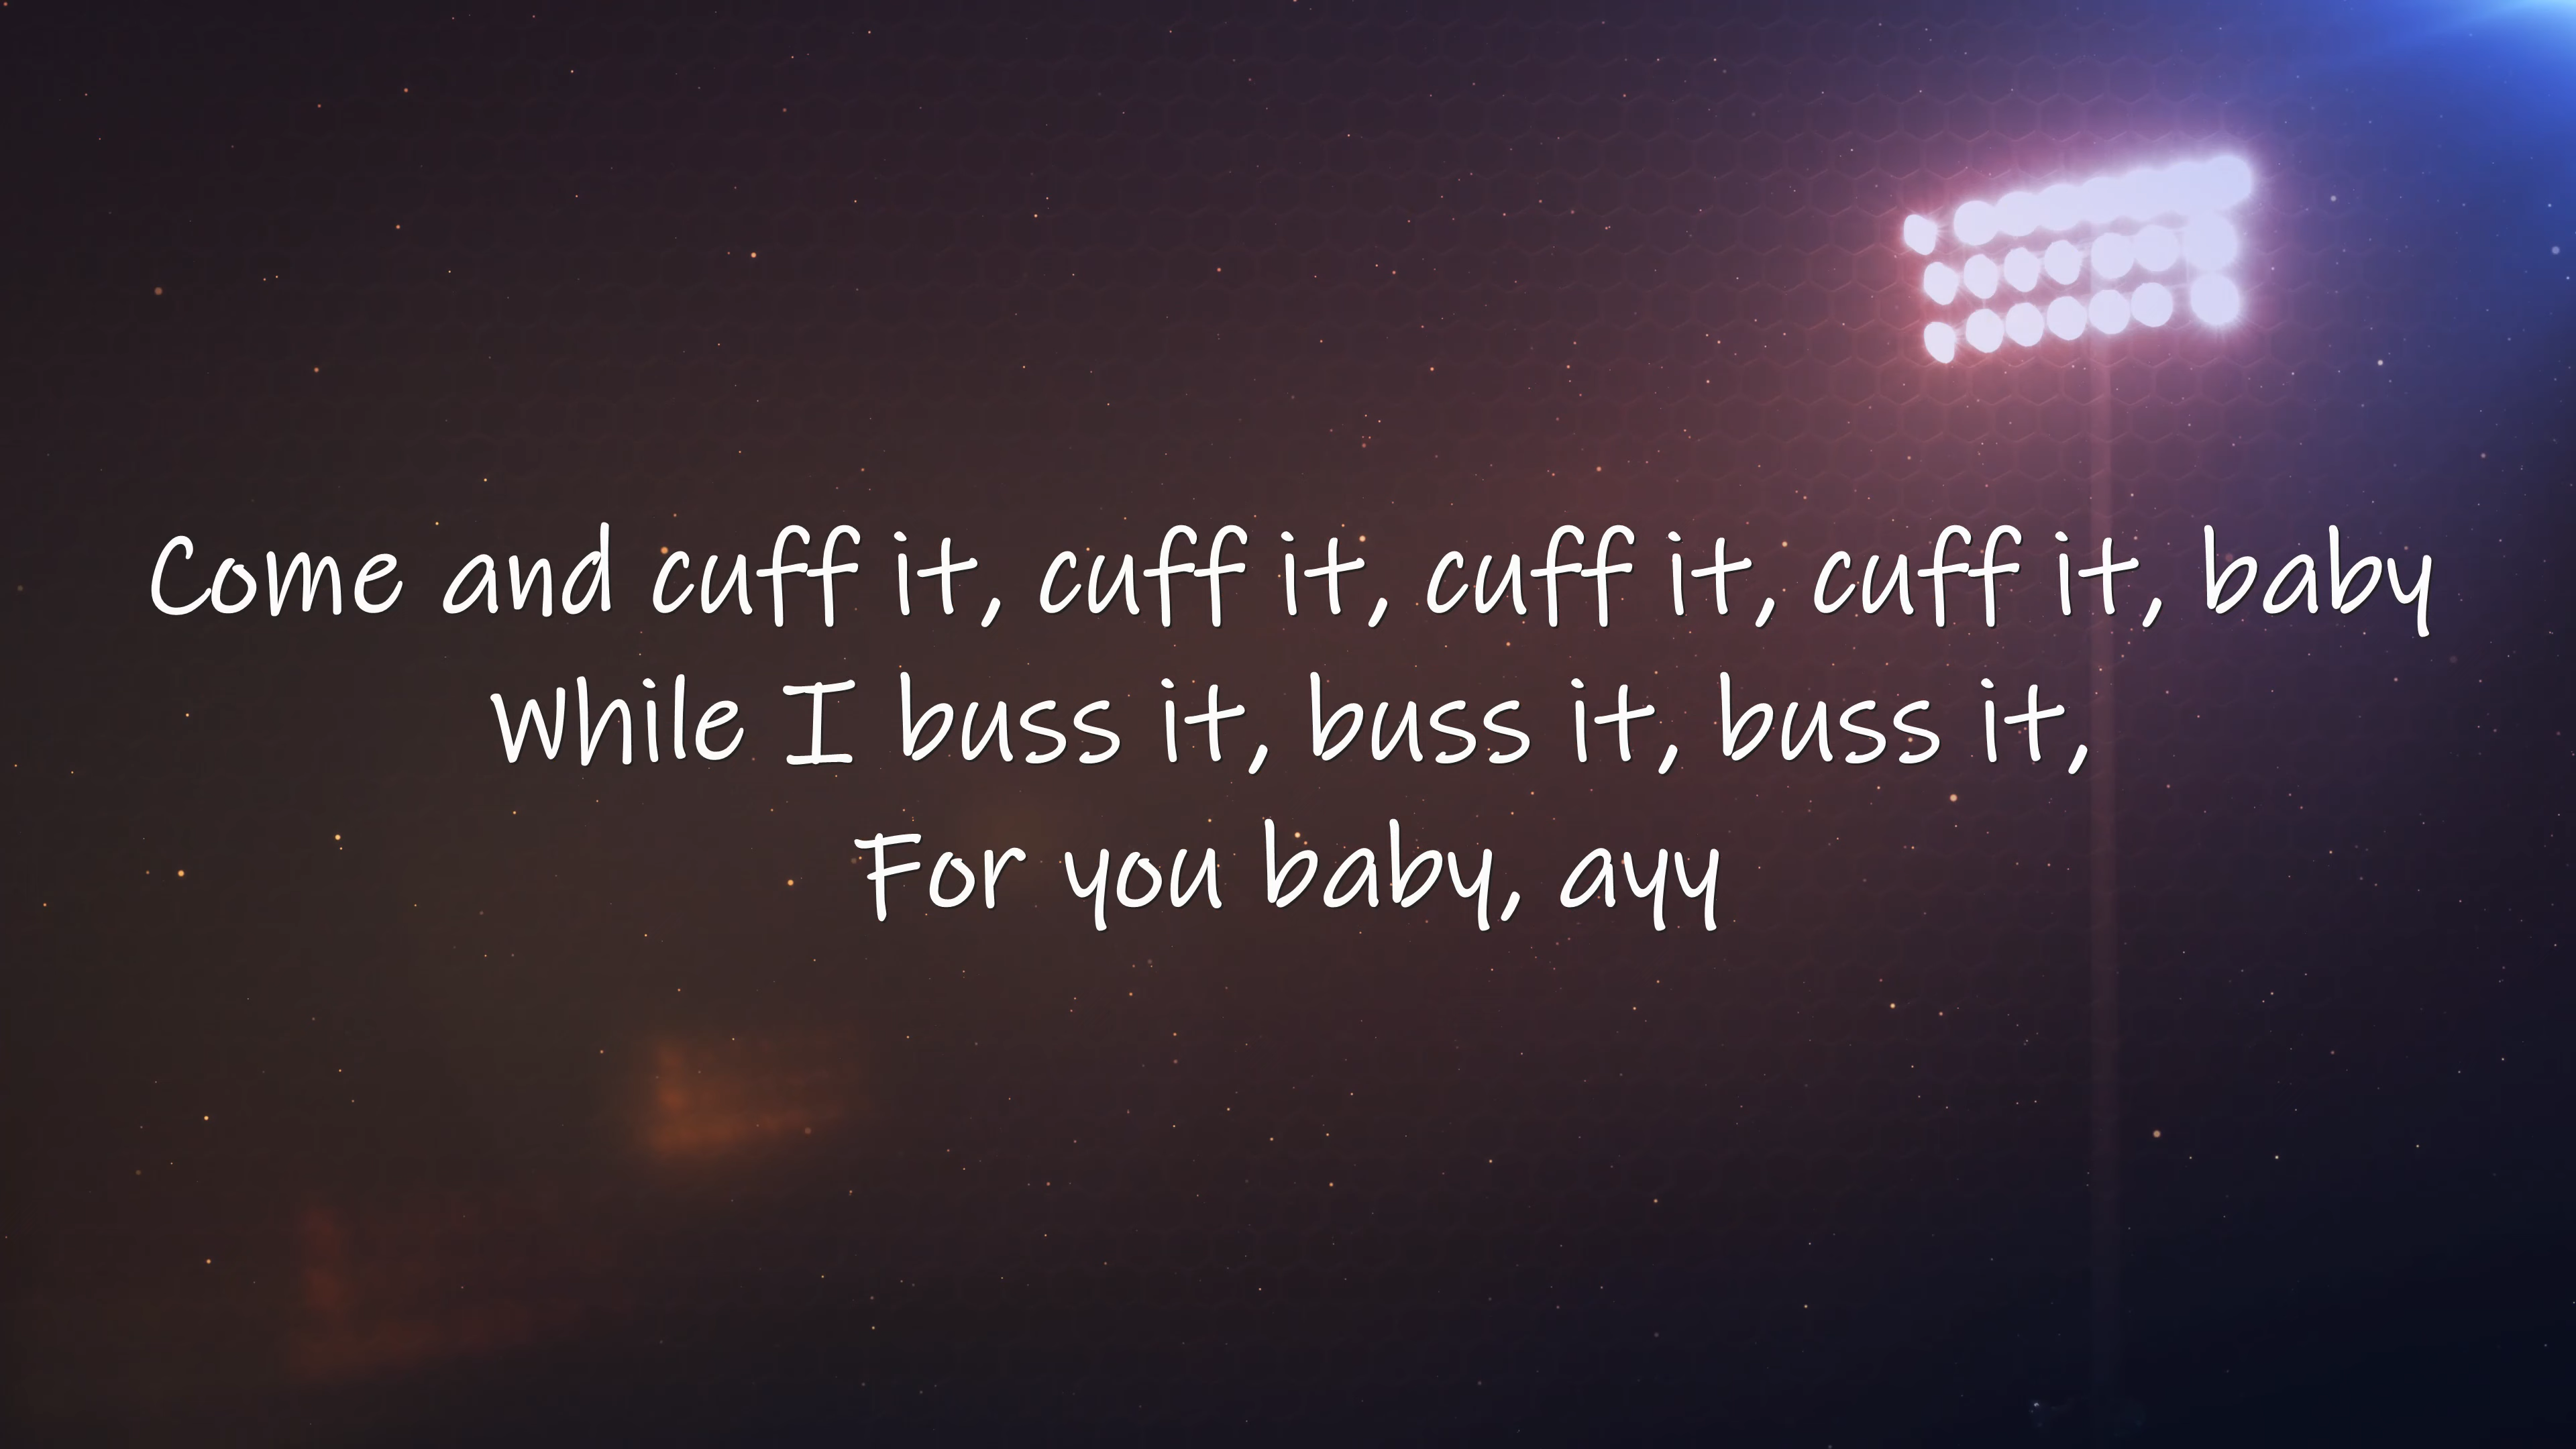 Come and cuff it, cuff it, cuff it, cuff it, baby
While I buss it, buss it, buss it,
For you baby, ayy